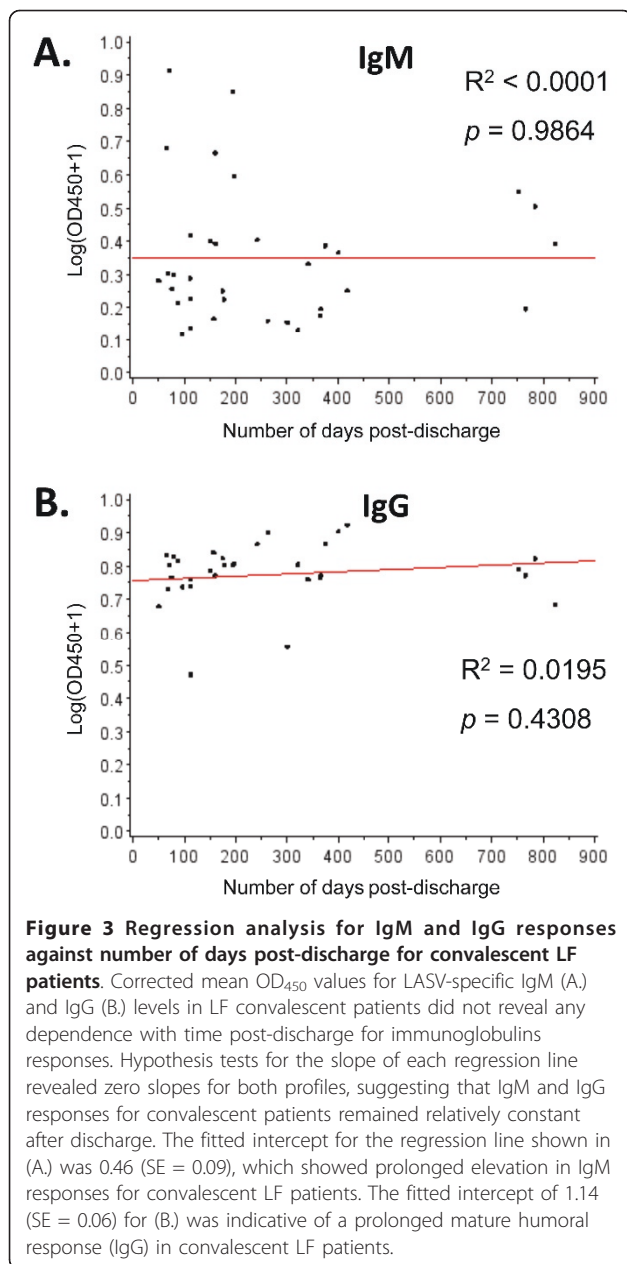 A.
IgM
R² < 0.0001
p = 0.9864
Log(OD450+1)
1.0
0.9
0.8
0.7
0.6
0.5
0.4
0.3
0.2
0.1
0.0
0 100 200 300 400 500 600 700 800 900
Number of days post-discharge
B.
IgG
R² = 0.0195
p = 0.4308
Log(OD450+1)
1.0
0.9
0.8
0.7
0.6
0.5
0.4
0.3
0.2
0.1
0.0
0 100 200 300 400 500 600 700 800 900
Number of days post-discharge
Figure 3 Regression analysis for IgM and IgG responses
against number of days post-discharge for convalescent LF
patients. Corrected mean OD₄₅₀ values for LASV-specific IgM (A.)
and IgG (B.) levels in LF convalescent patients did not reveal any
dependence with time post-discharge for immunoglobulins
responses. Hypothesis tests for the slope of each regression line
revealed zero slopes for both profiles, suggesting that IgM and IgG
responses for convalescent patients remained relatively constant
after discharge. The fitted intercept for the regression line shown in
(A.) was 0.46 (SE = 0.09), which showed prolonged elevation in IgM
responses for convalescent LF patients. The fitted intercept of 1.14
(SE = 0.06) for (B.) was indicative of a prolonged mature humoral
response (IgG) in convalescent LF patients.